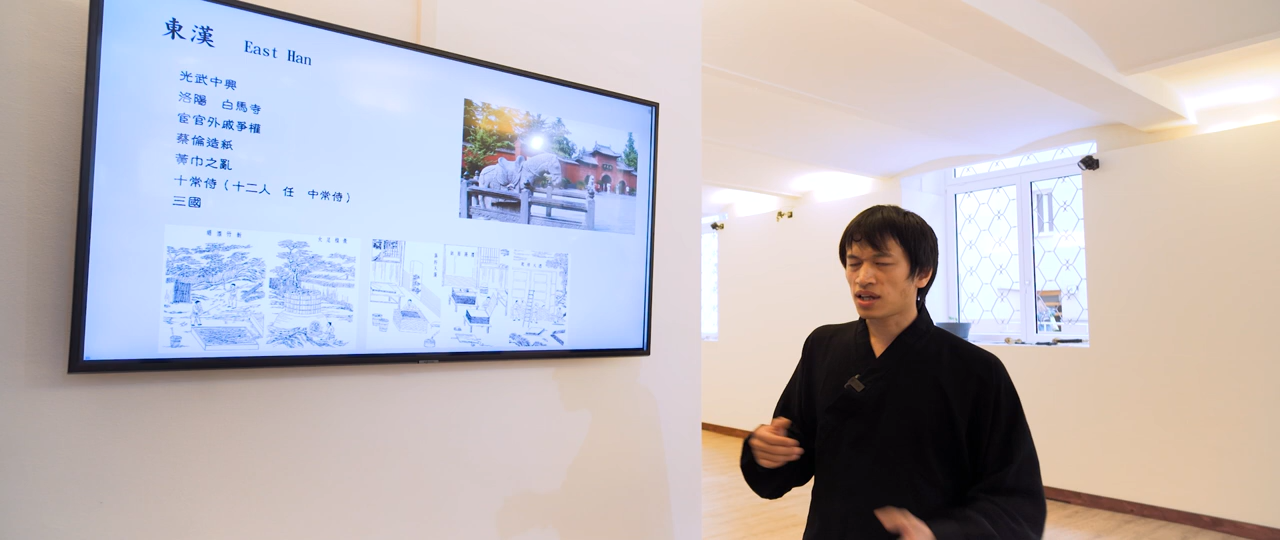 東漢 East Han
光武中興
洛陽 白馬寺
宦官外戚爭權
蔡倫造紙
黃巾之亂
十常侍（十二人 任 中常侍）
三國